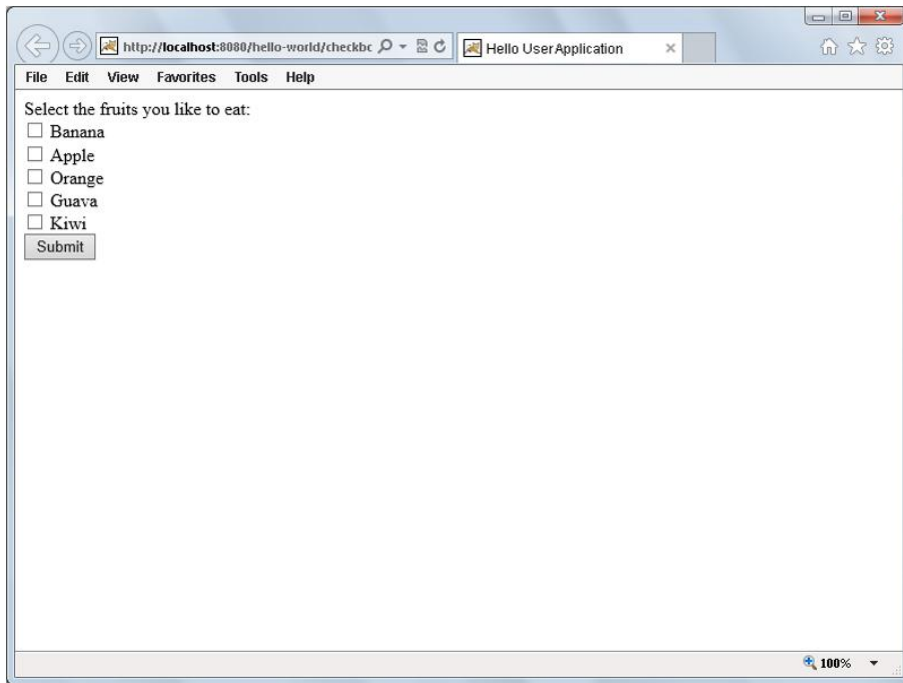 http://localhost:8080/hello-world/checkbc
Hello User Application
File Edit View Favorites Tools Help
Select the fruits you like to eat:
Banana
Apple
Orange
Guava
Kiwi
Submit
100%